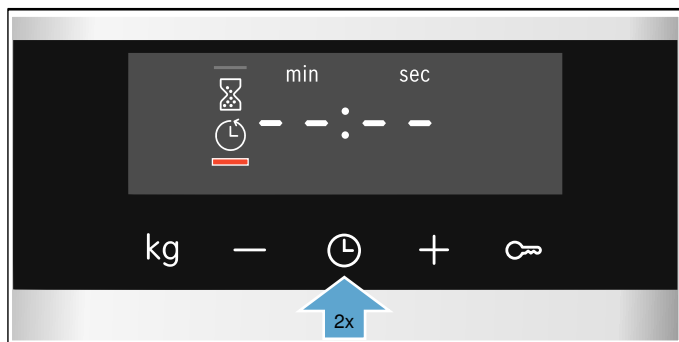 min sec
– –:– –
kg
2x